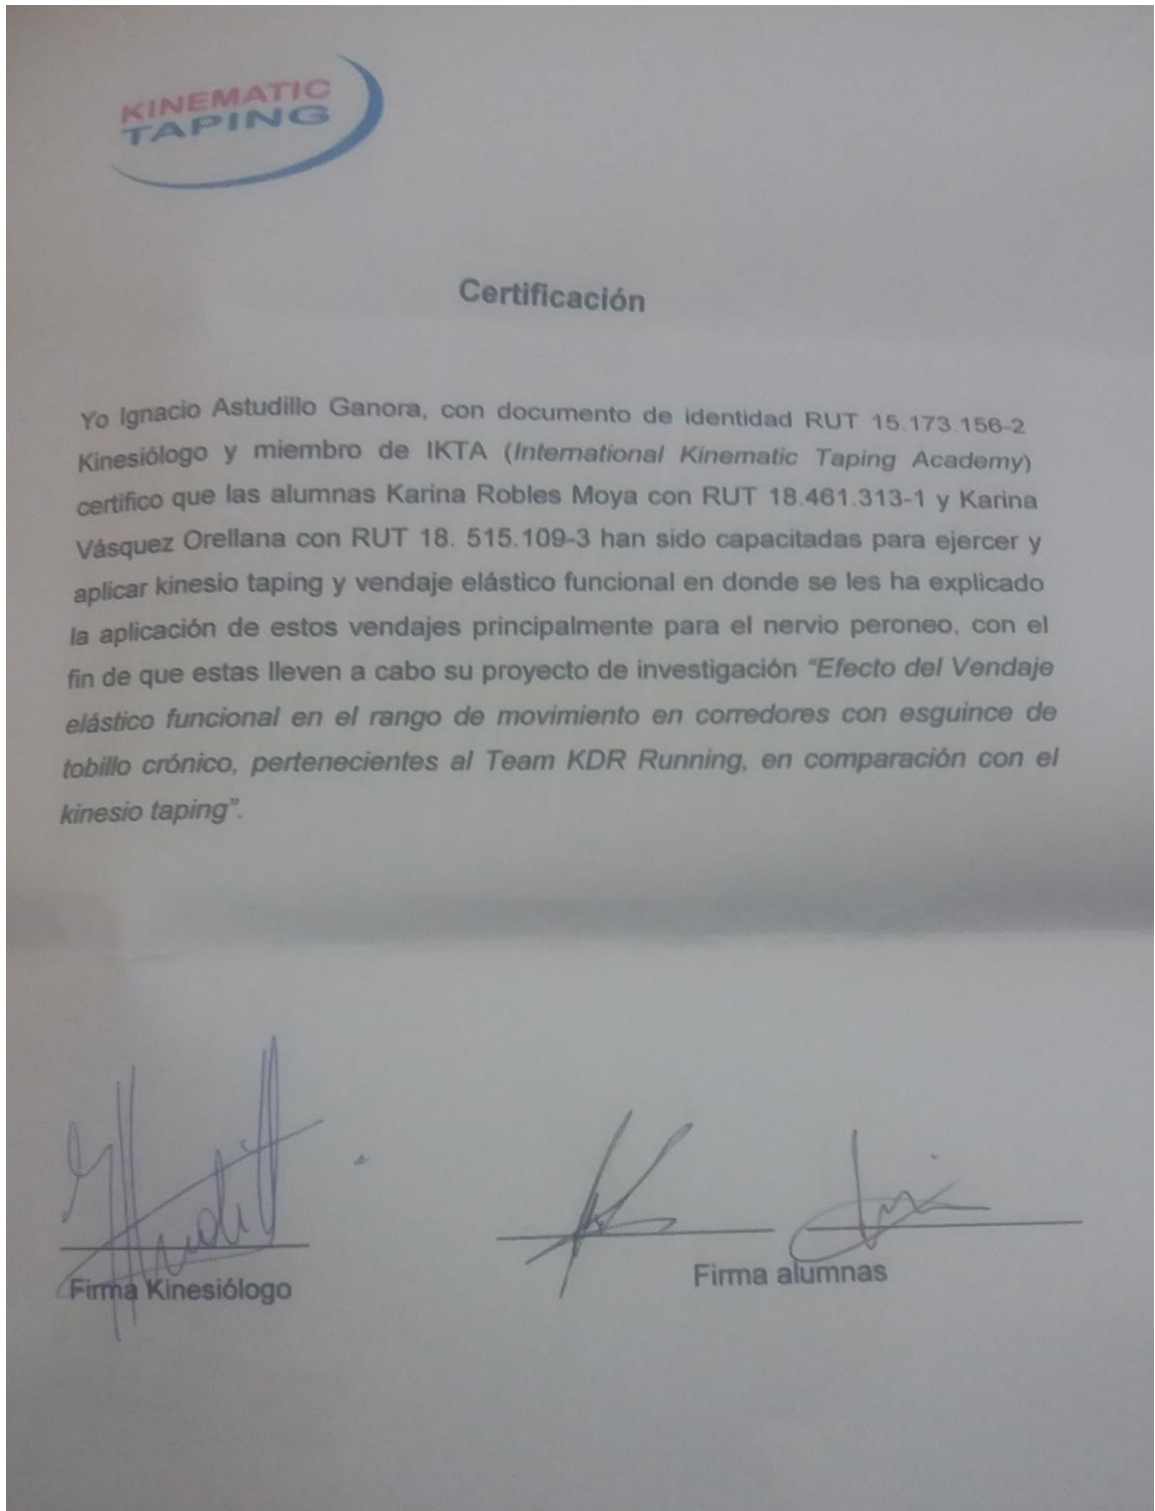 KINEMATIC
TAPING
Certificación
Yo Ignacio Astudillo Ganora, con documento de identidad RUT 15.173.156-2
Kinesiólogo y miembro de IKTA (International Kinematic Taping Academy)
certifico que las alumnas Karina Robles Moya con RUT 18.461.313-1 y Karina
Vásquez Orellana con RUT 18. 515.109-3 han sido capacitadas para ejercer y
aplicar kinesio taping y vendaje elástico funcional en donde se les ha explicado
la aplicación de estos vendajes principalmente para el nervio peroneo, con el
fin de que estas lleven a cabo su proyecto de investigación “Efecto del Vendaje
elástico funcional en el rango de movimiento en corredores con esguince de
tobillo crónico, pertenecientes al Team KDR Running, en comparación con el
kinesio taping”.
Firma Kinesiólogo
Firma alumnas